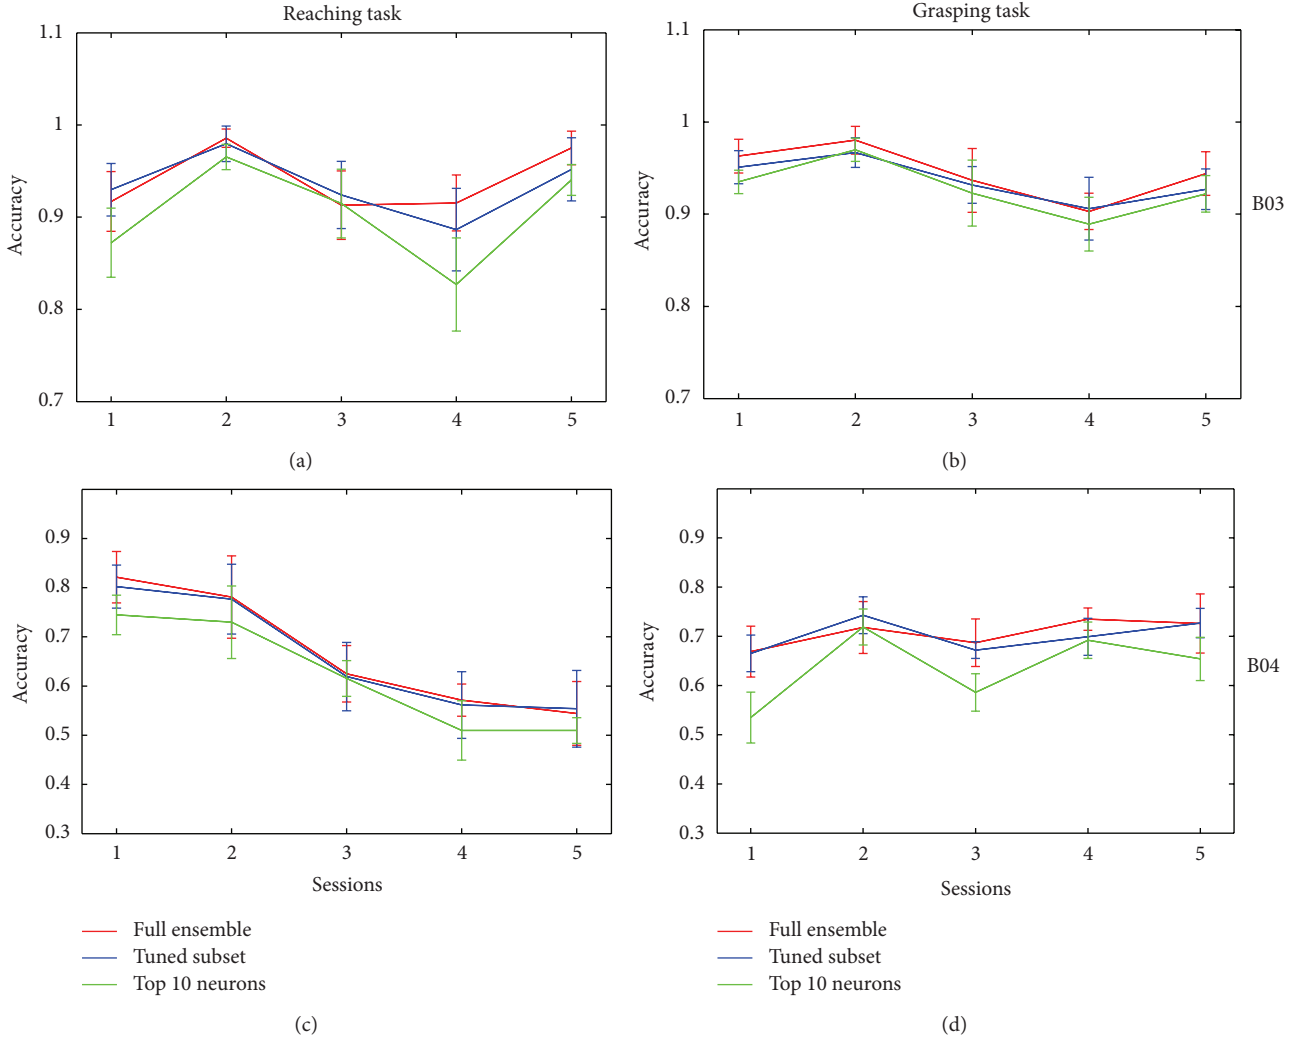 Reaching task
Grasping task
1.1
1
0.9
0.8
0.7
Accuracy
1 2 3 4 5
(a)
1.1
1
0.9
0.8
0.7
Accuracy
1 2 3 4 5
(b)
B03
0.9
0.8
0.7
0.6
0.5
0.4
0.3
Accuracy
1 2 3 4 5
Sessions
Full ensemble
Tuned subset
Top 10 neurons
(c)
0.9
0.8
0.7
0.6
0.5
0.4
0.3
Accuracy
1 2 3 4 5
Sessions
B04
Full ensemble
Tuned subset
Top 10 neurons
(d)